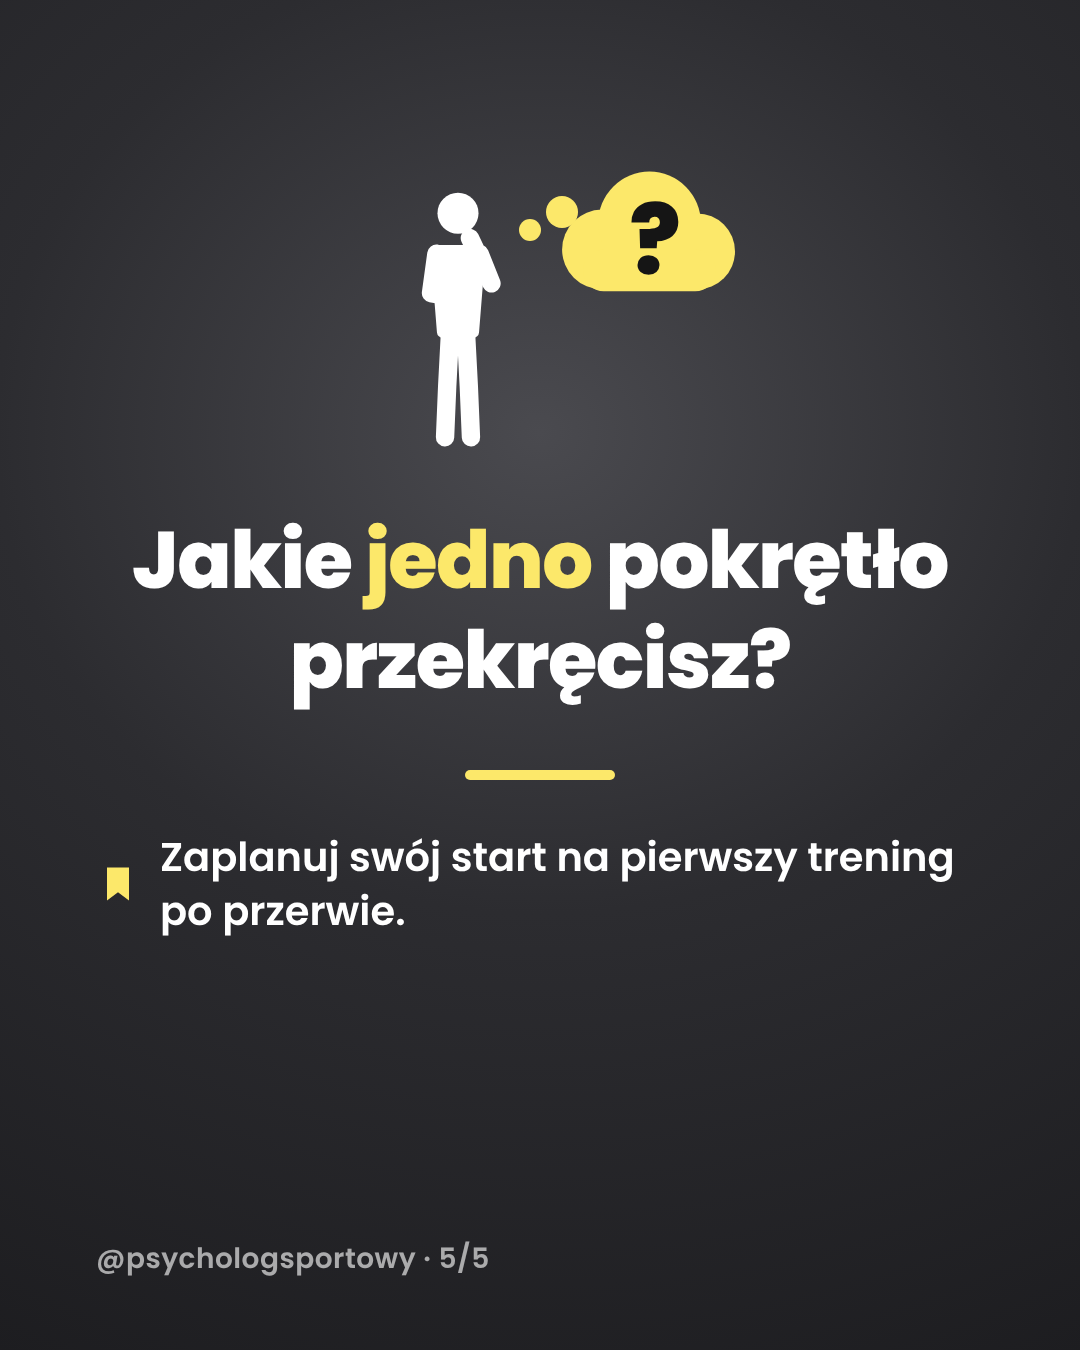 ?
Jakie jedno pokrętło
przekręcisz?
Zaplanuj swój start na pierwszy trening
po przerwie.
@psychologsportowy · 5/5